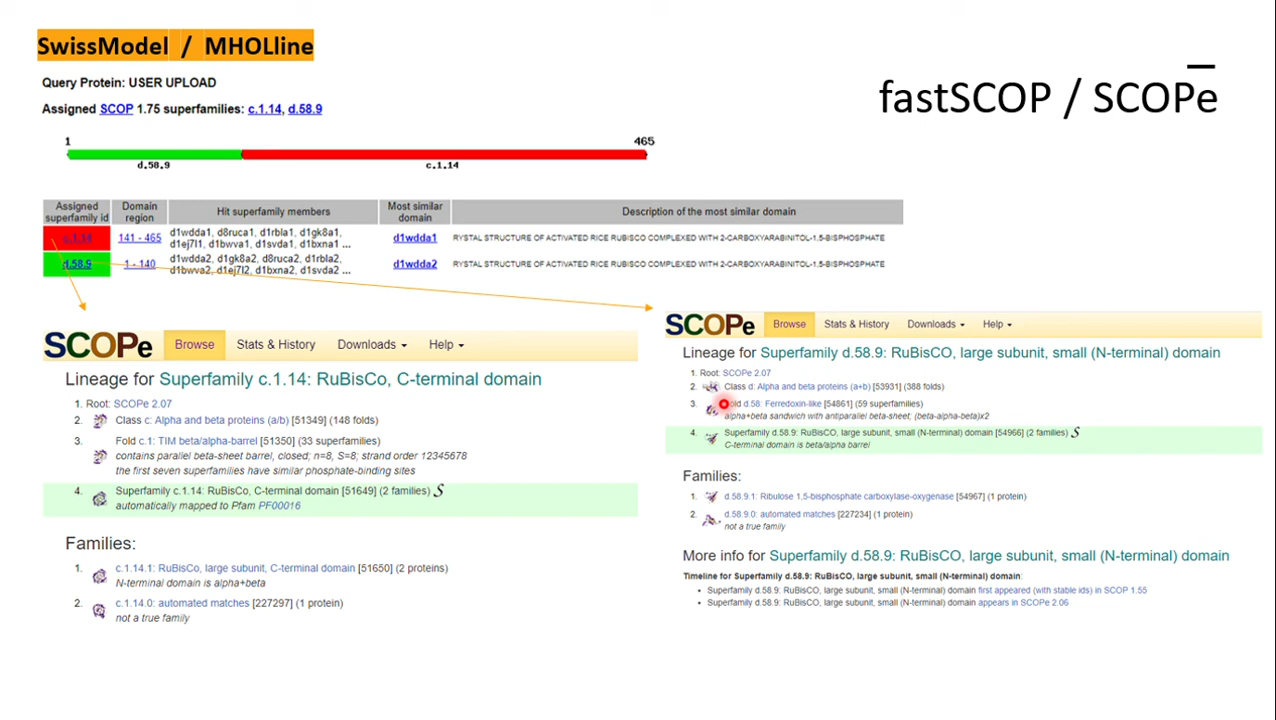 SwissModel / MHOLline
fastSCOP / SCOPe
Query Protein: USER UPLOAD
Assigned SCOP 1.75 superfamilies: c.1.14, d.58.9
1 465
d.58.9 c.1.14
Assigned superfamily id Domain region Hit superfamily members Most similar domain Description of the most similar domain
c.1.14 141 - 465 d1wdda1, d8ruca1, d1rbla1, d1gk8a1, d1ej7l1, d1bwva1, d1svda1, d1bxna1 ... d1wdda1 RYSTAL STRUCTURE OF ACTIVATED RICE RUBISCO COMPLEXED WITH 2-CARBOXYARABINITOL-1,5-BISPHOSPHATE
d.58.9 1 - 140 d1wdda2, d1gk8a2, d8ruca2, d1rbla2, d1bwva2, d1ej7l2, d1bxna2, d1svda2 ... d1wdda2 RYSTAL STRUCTURE OF ACTIVATED RICE RUBISCO COMPLEXED WITH 2-CARBOXYARABINITOL-1,5-BISPHOSPHATE
SCOPe Browse Stats & History Downloads Help
Lineage for Superfamily c.1.14: RuBisCo, C-terminal domain
1. Root: SCOPe 2.07
2. Class c: Alpha and beta proteins (a/b) [51349] (148 folds)
3. Fold c.1: TIM beta/alpha-barrel [51350] (33 superfamilies)
contains parallel beta-sheet barrel, closed; n=8, S=8; strand order 12345678
the first seven superfamilies have similar phosphate-binding sites
4. Superfamily c.1.14: RuBisCo, C-terminal domain [51649] (2 families) S
automatically mapped to Pfam PF00016
Families:
1. c.1.14.1: RuBisCo, large subunit, C-terminal domain [51650] (2 proteins)
N-terminal domain is alpha+beta
2. c.1.14.0: automated matches [227297] (1 protein)
not a true family
SCOPe Browse Stats & History Downloads Help
Lineage for Superfamily d.58.9: RuBisCO, large subunit, small (N-terminal) domain
1. Root: SCOPe 2.07
2. Class d: Alpha and beta proteins (a+b) [53931] (388 folds)
3. Fold d.58: Ferredoxin-like [54861] (59 superfamilies)
alpha+beta sandwich with antiparallel beta-sheet; (beta-alpha-beta)x2
4. Superfamily d.58.9: RuBisCO, large subunit, small (N-terminal) domain [54966] (2 families) S
C-terminal domain is beta/alpha barrel
Families:
1. d.58.9.1: Ribulose 1,5-bisphosphate carboxylase-oxygenase [54967] (1 protein)
2. d.58.9.0: automated matches [227234] (1 protein)
not a true family
More info for Superfamily d.58.9: RuBisCO, large subunit, small (N-terminal) domain
Timeline for Superfamily d.58.9: RuBisCO, large subunit, small (N-terminal) domain:
• Superfamily d.58.9: RuBisCO, large subunit, small (N-terminal) domain first appeared (with stable ids) in SCOP 1.55
• Superfamily d.58.9: RuBisCO, large subunit, small (N-terminal) domain appears in SCOPe 2.06